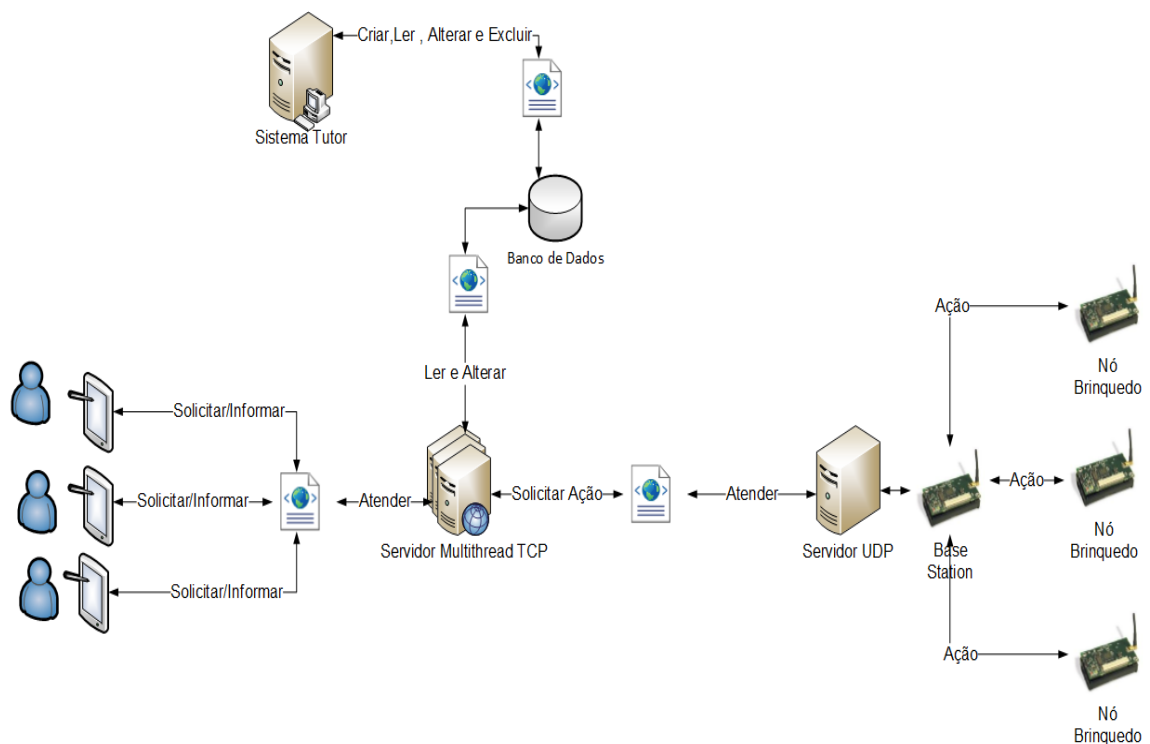 Criar,Ler , Alterar e Excluir
Sistema Tutor
Banco de Dados
Ação
Nó
Brinquedo
Ler e Alterar
Solicitar/Informar
Solicitar/Informar
Atender
Solicitar Ação
Atender
Ação
Nó
Brinquedo
Servidor Multithread TCP
Servidor UDP
Base
Station
Solicitar/Informar
Ação
Nó
Brinquedo